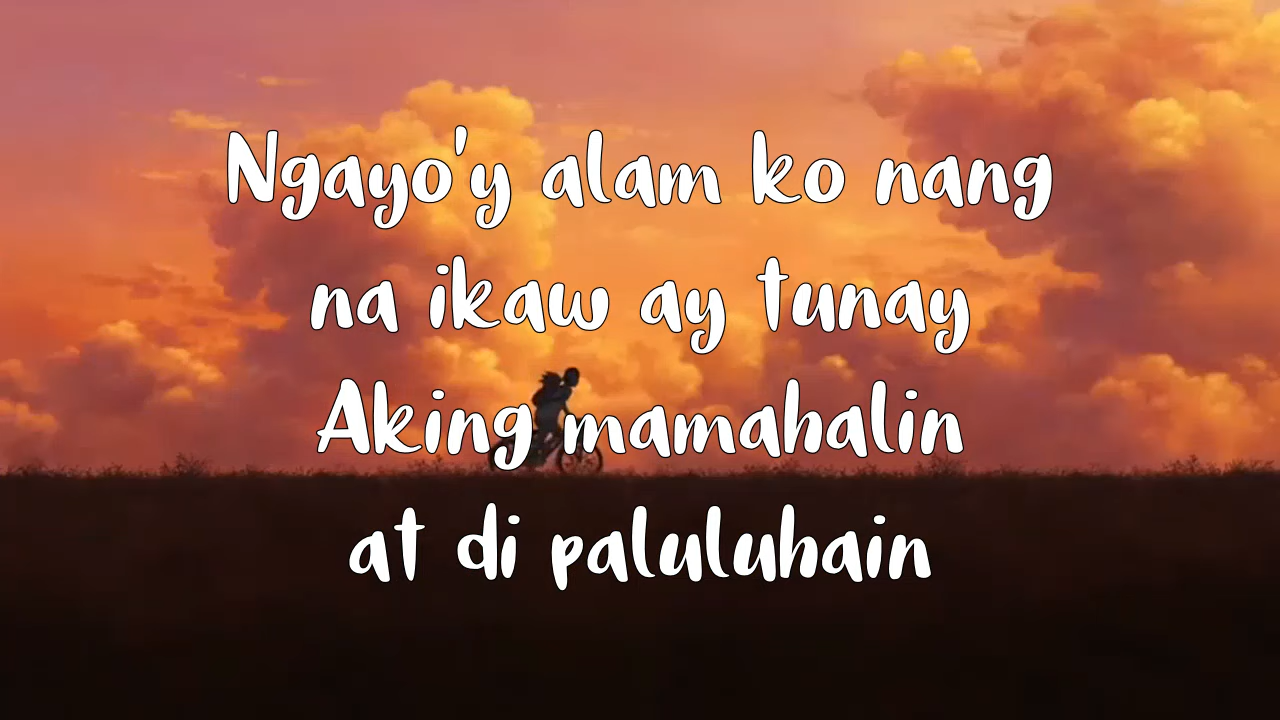 Ngayo'y alam ko nang
na ikaw ay tunay
Aking mamahalin
at di paluluhain